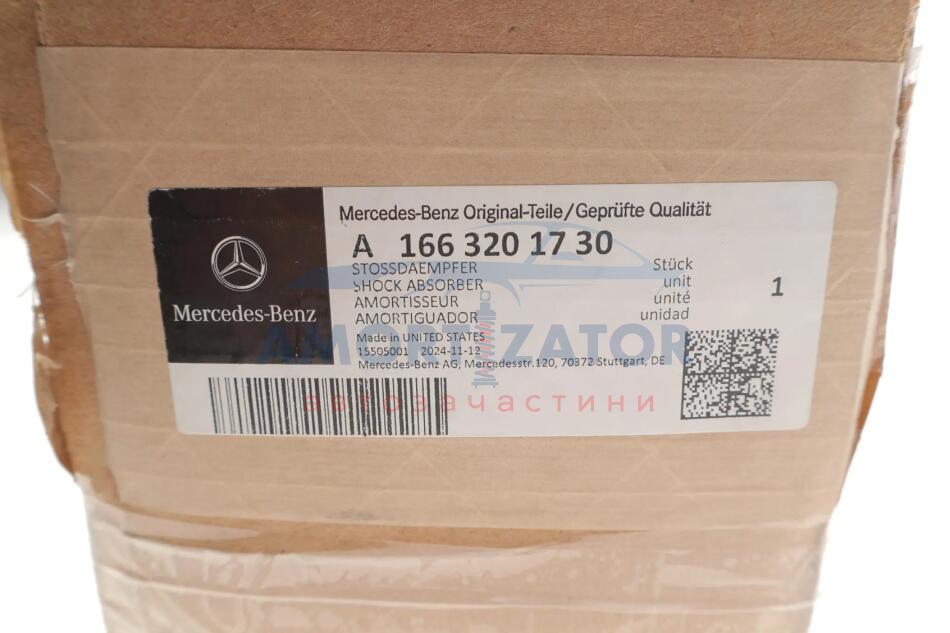 Mercedes-Benz Original-Teile/Geprüfte Qualität
A 166 320 17 30
STOSSDAEMPFER Stück
SHOCK ABSORBER unit
AMORTISSEUR unité
AMORTIGUADOR unidad
1
Mercedes-Benz
Made in UNITED STATES
15505001 2024-11-12
Mercedes-Benz AG, Mercedesstr.120, 70372 Stuttgart, DE
AMORTIZATOR
автозачастини